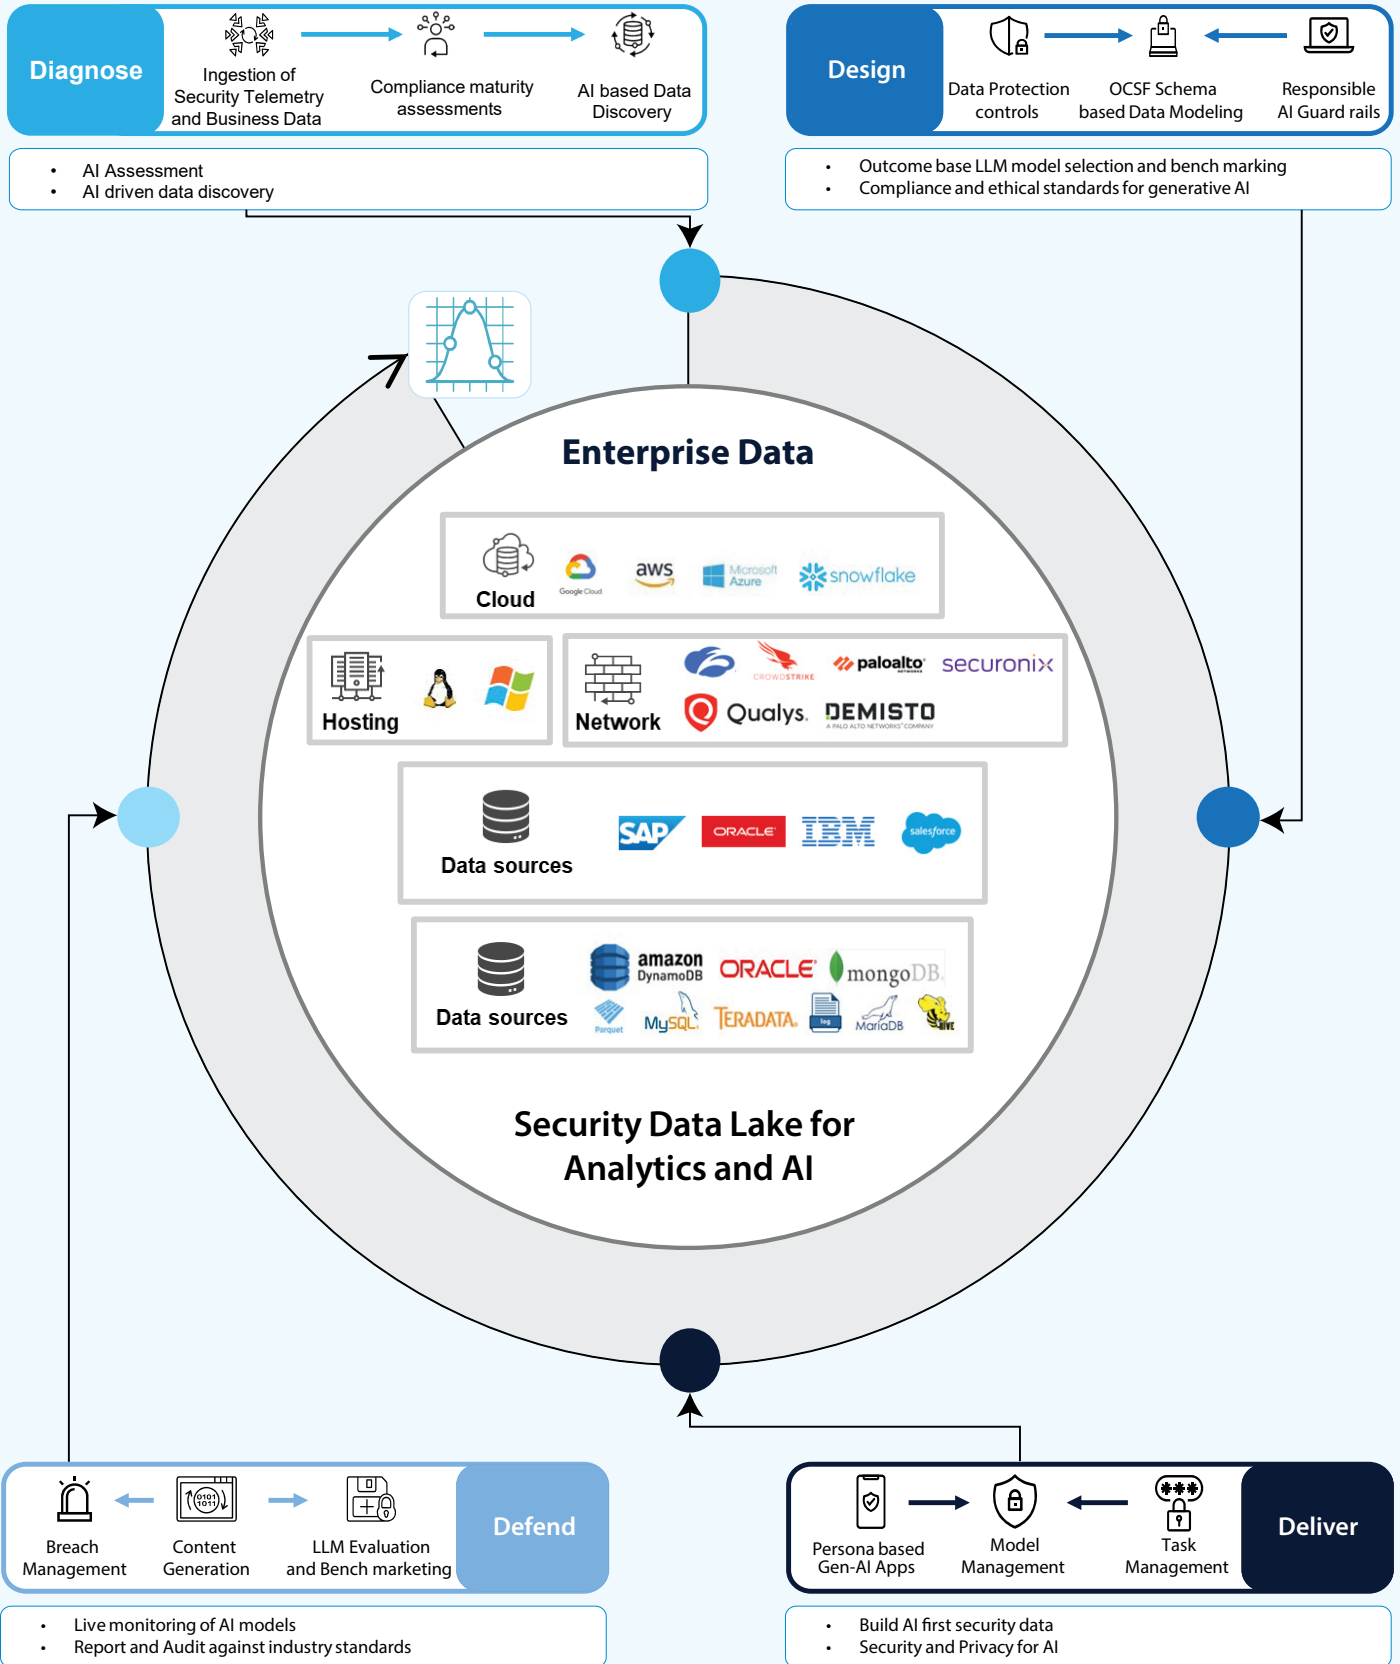 Diagnose
Ingestion of
Security Telemetry
and Business Data
Compliance maturity
assessments
AI based Data
Discovery
• AI Assessment
• AI driven data discovery
Design
Data Protection
controls
OCSF Schema
based Data Modeling
Responsible
AI Guard rails
• Outcome base LLM model selection and bench marking
• Compliance and ethical standards for generative AI
Enterprise Data
Cloud
Google Cloud
aws
Microsoft
Azure
snowflake
Hosting
Network
CROWDSTRIKE
paloalto
NETWORKS
securonix
Qualys.
DEMISTO
A PALO ALTO NETWORKS® COMPANY
Data sources
SAP
ORACLE
IBM
salesforce
Data sources
amazon
DynamoDB
ORACLE
mongoDB
Parquet
MySQL
TERADATA
log
MariaDB
HIVE
Security Data Lake for
Analytics and AI
Breach
Management
0101
1011
Content
Generation
LLM Evaluation
and Bench marketing
Defend
• Live monitoring of AI models
• Report and Audit against industry standards
Persona based
Gen-AI Apps
Model
Management
***
Task
Management
Deliver
• Build AI first security data
• Security and Privacy for AI